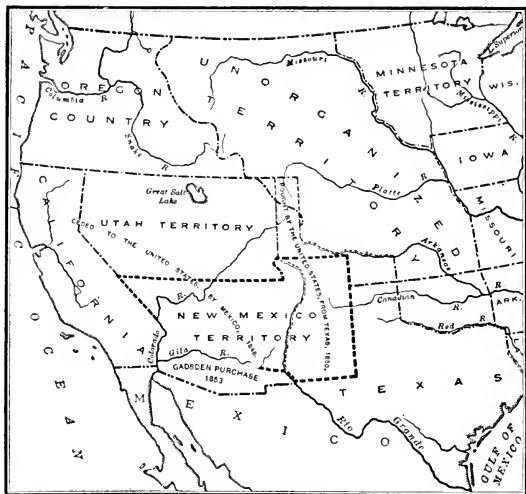 PACIFIC
OCEAN
OREGON
COUNTRY
Columbia R.
Snake R.
UNORGANIZED
TERRITORY
Missouri R.
MINNESOTA
TERRITORY
L. Superior
WIS.
Mississippi R.
IOWA
MISSOURI
Platte R.
Arkansas
ARK.
Great Salt
Lake
UTAH TERRITORY
CALIFORNIA
CEDED TO THE UNITED STATES, BY MEXICO, 1848.
BOUGHT BY THE UNITED STATES, FROM TEXAS, 1850.
NEW MEXICO
TERRITORY
Colorado R.
Gila R.
GADSDEN PURCHASE
1853
Canadian R.
Red R.
TEXAS
MEXICO
Rio Grande
GULF OF
MEXICO